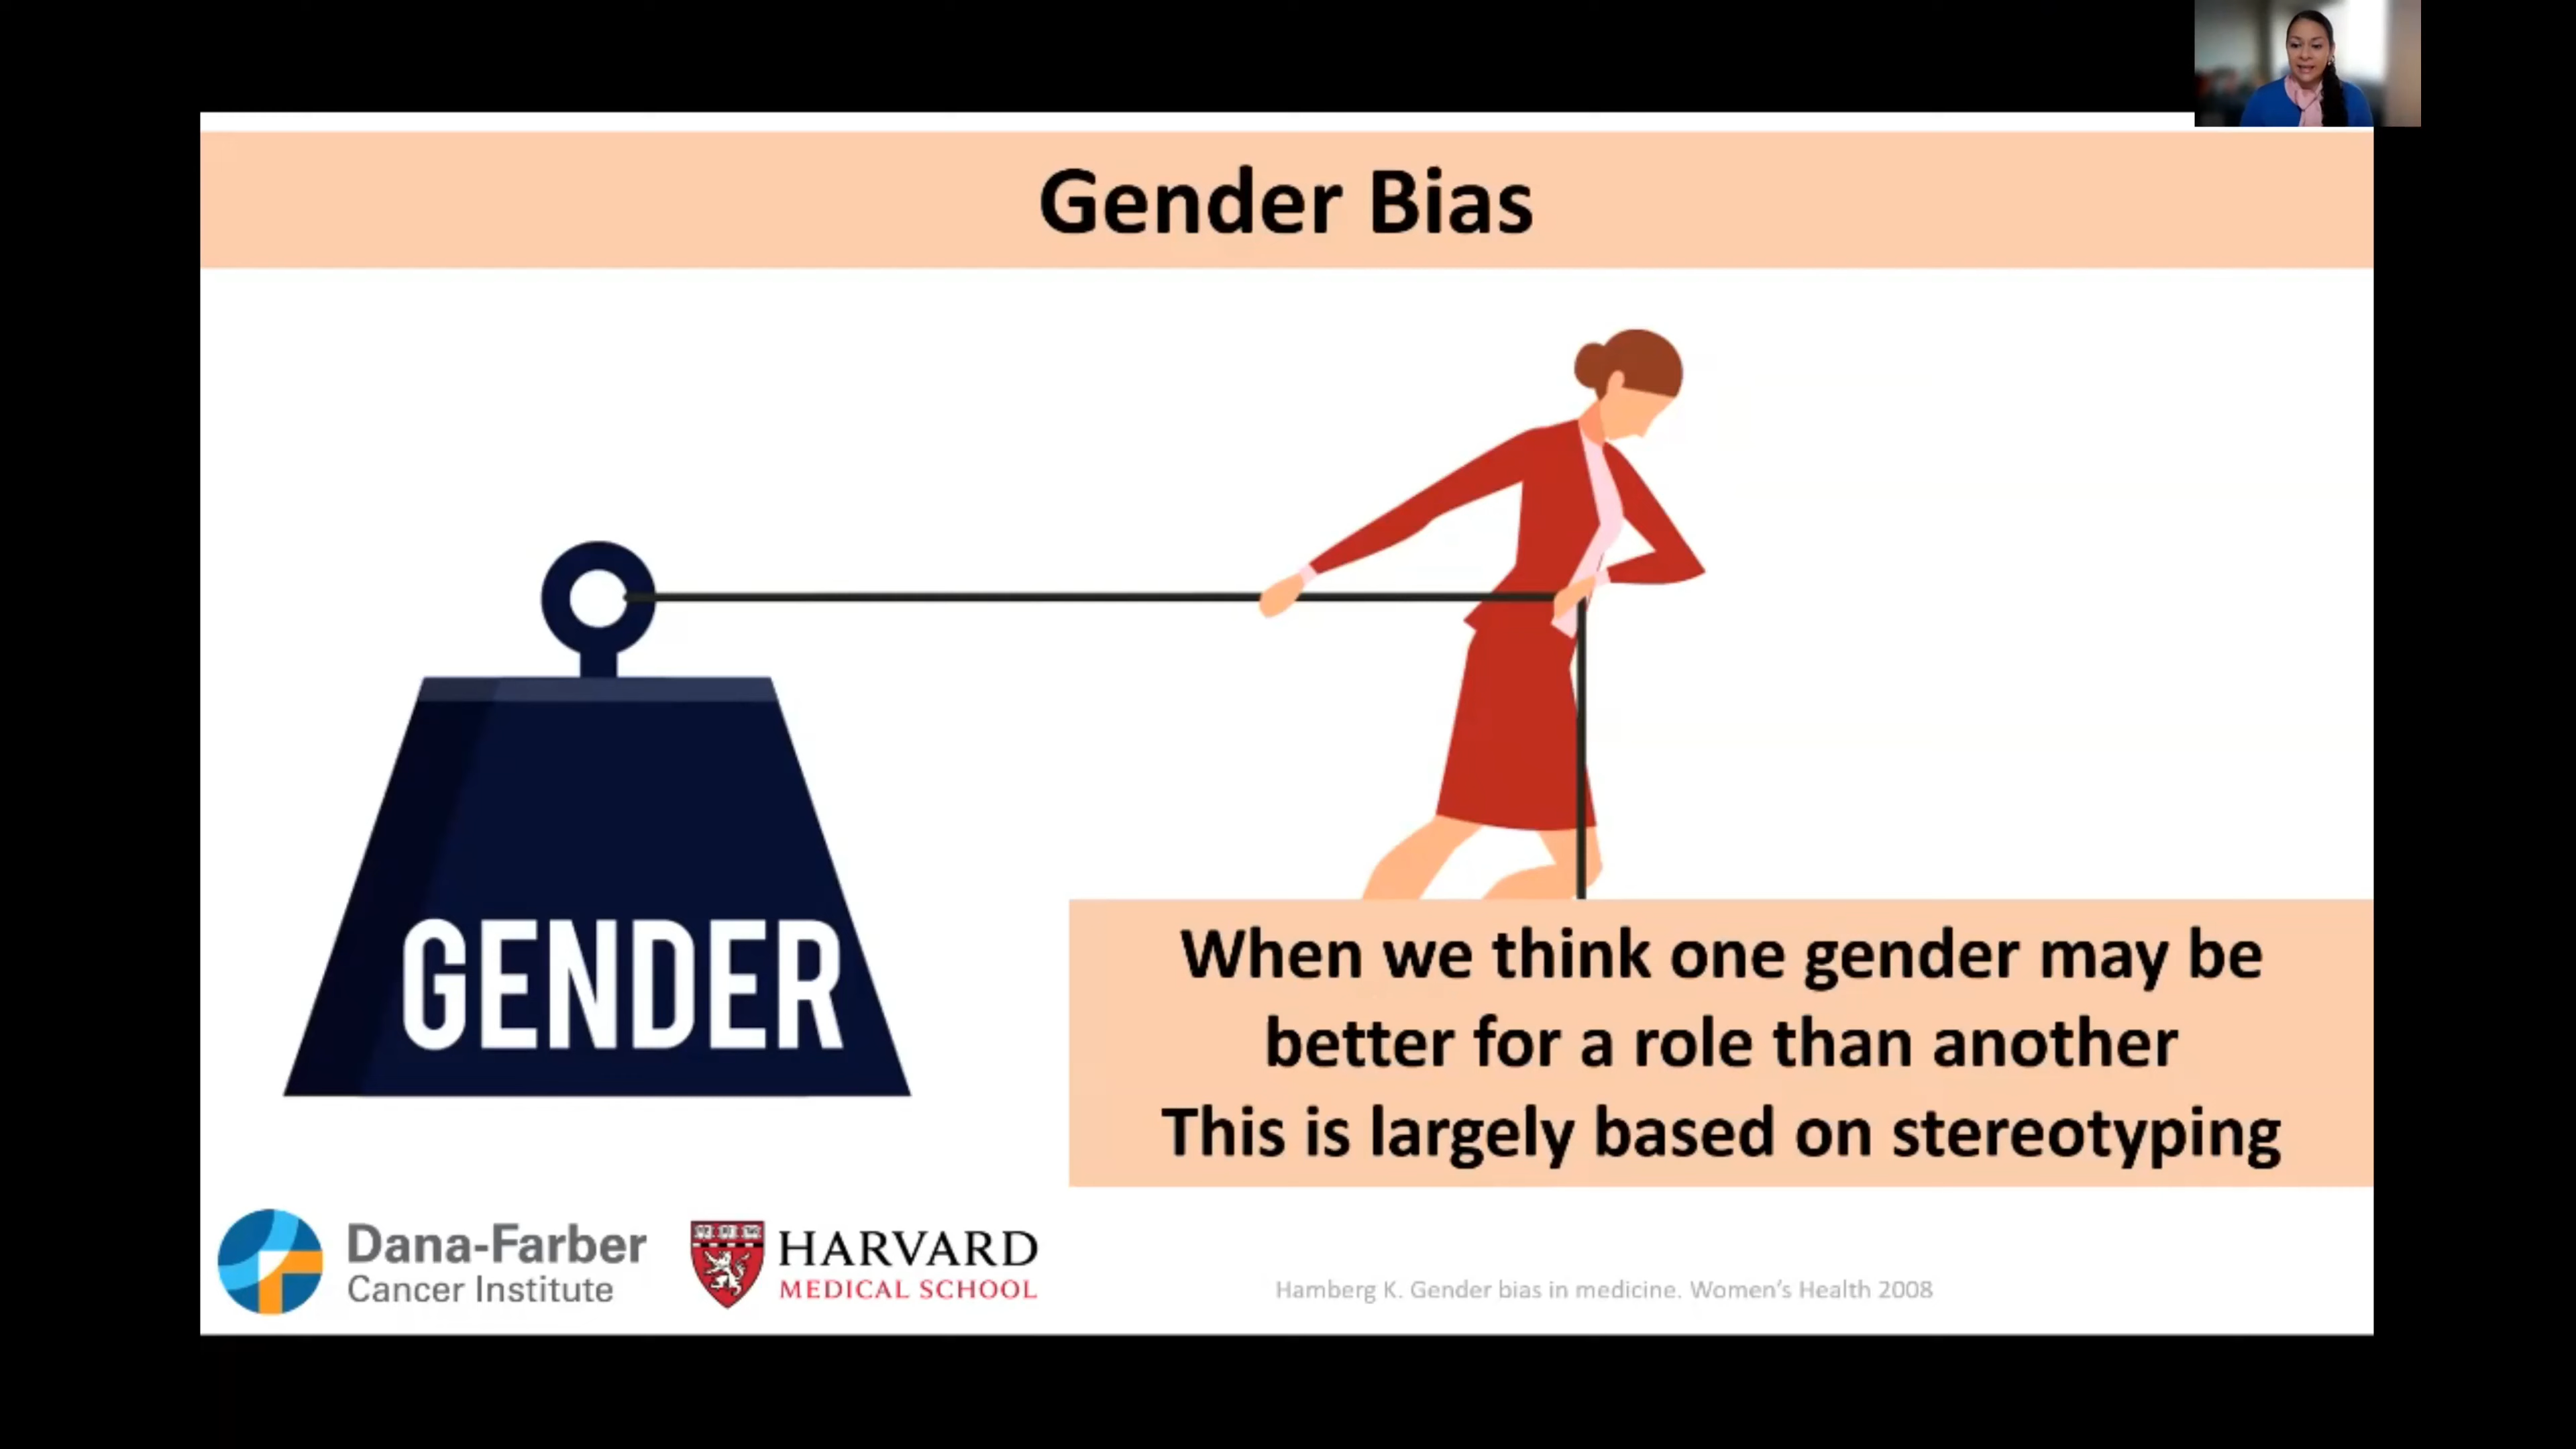 Gender Bias
GENDER
When we think one gender may be
better for a role than another
This is largely based on stereotyping
Dana-Farber
Cancer Institute
HARVARD
MEDICAL SCHOOL
Hamberg K. Gender bias in medicine. Women's Health 2008